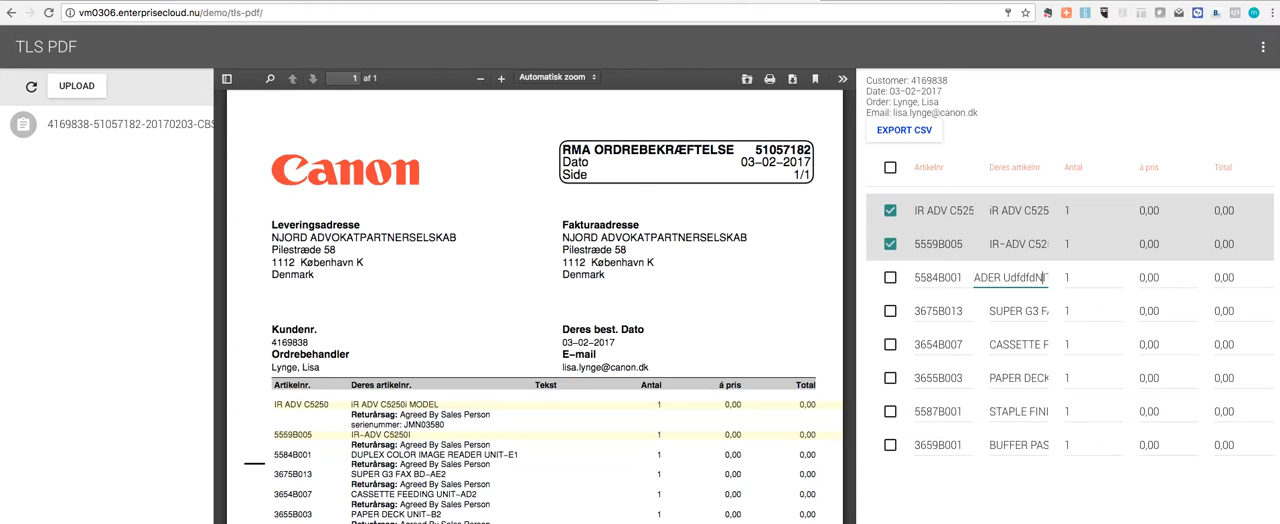 vm0306.enterprisecloud.nu/demo/tls-pdf/
TLS PDF
UPLOAD
4169838-51057182-20170203-CBS
1 af 1
Automatisk zoom
Canon
RMA ORDREBEKRÆFTELSE 51057182
Dato 03-02-2017
Side 1/1
Leveringsadresse
NJORD ADVOKATPARTNERSELSKAB
Pilestræde 58
1112 København K
Denmark
Fakturaadresse
NJORD ADVOKATPARTNERSELSKAB
Pilestræde 58
1112 København K
Denmark
Kundenr.
4169838
Ordrebehandler
Lynge, Lisa
Deres best. Dato
03-02-2017
E-mail
lisa.lynge@canon.dk
Artikelnr. Deres artikelnr. Tekst Antal á pris Total
IR ADV C5250 iR ADV C5250i MODEL 1 0,00 0,00
Returårsag: Agreed By Sales Person
serienummer: JMN03580
5559B005 IR-ADV C5250I 1 0,00 0,00
Returårsag: Agreed By Sales Person
5584B001 DUPLEX COLOR IMAGE READER UNIT-E1 1 0,00 0,00
Returårsag: Agreed By Sales Person
3675B013 SUPER G3 FAX BD-AE2 1 0,00 0,00
Returårsag: Agreed By Sales Person
3654B007 CASSETTE FEEDING UNIT-AD2 1 0,00 0,00
Returårsag: Agreed By Sales Person
3655B003 PAPER DECK UNIT-B2 1 0,00 0,00
Returårsag: Agreed By Sales Person
Customer: 4169838
Date: 03-02-2017
Order: Lynge, Lisa
Email: lisa.lynge@canon.dk
EXPORT CSV
Artikelnr Deres artikelnr Antal á pris Total
IR ADV C525 iR ADV C525 1 0,00 0,00
5559B005 IR-ADV C52 1 0,00 0,00
5584B001 ADER UdfdfdNIT 1 0,00 0,00
3675B013 SUPER G3 FA 1 0,00 0,00
3654B007 CASSETTE F 1 0,00 0,00
3655B003 PAPER DECK 1 0,00 0,00
5587B001 STAPLE FINI 1 0,00 0,00
3659B001 BUFFER PAS 1 0,00 0,00